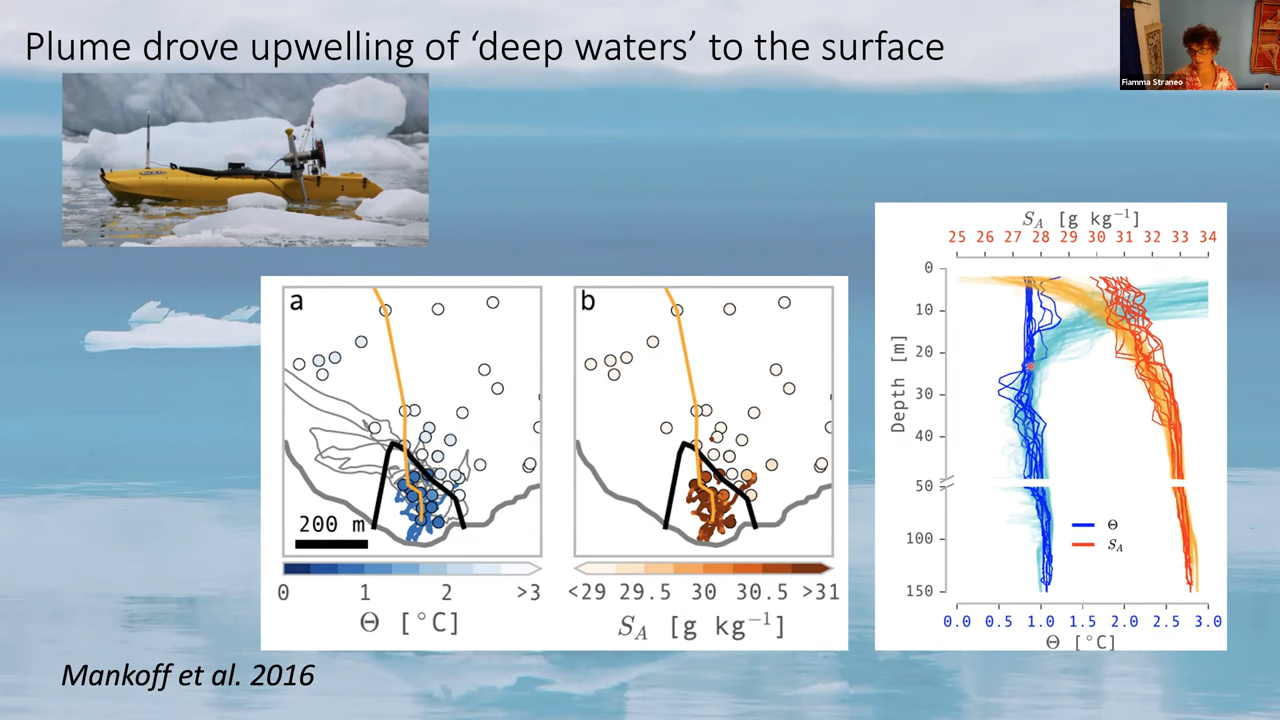 Plume drove upwelling of ‘deep waters’ to the surface
Fiamma Straneo
a
200 m
0 1 2 >3
Θ [°C]
b
<29 29.5 30 30.5 >31
S_A [g kg⁻¹]
S_A [g kg⁻¹]
25 26 27 28 29 30 31 32 33 34
Depth [m]
0
10
20
30
40
50
100
150
Θ
S_A
0.0 0.5 1.0 1.5 2.0 2.5 3.0
Θ [°C]
Mankoff et al. 2016